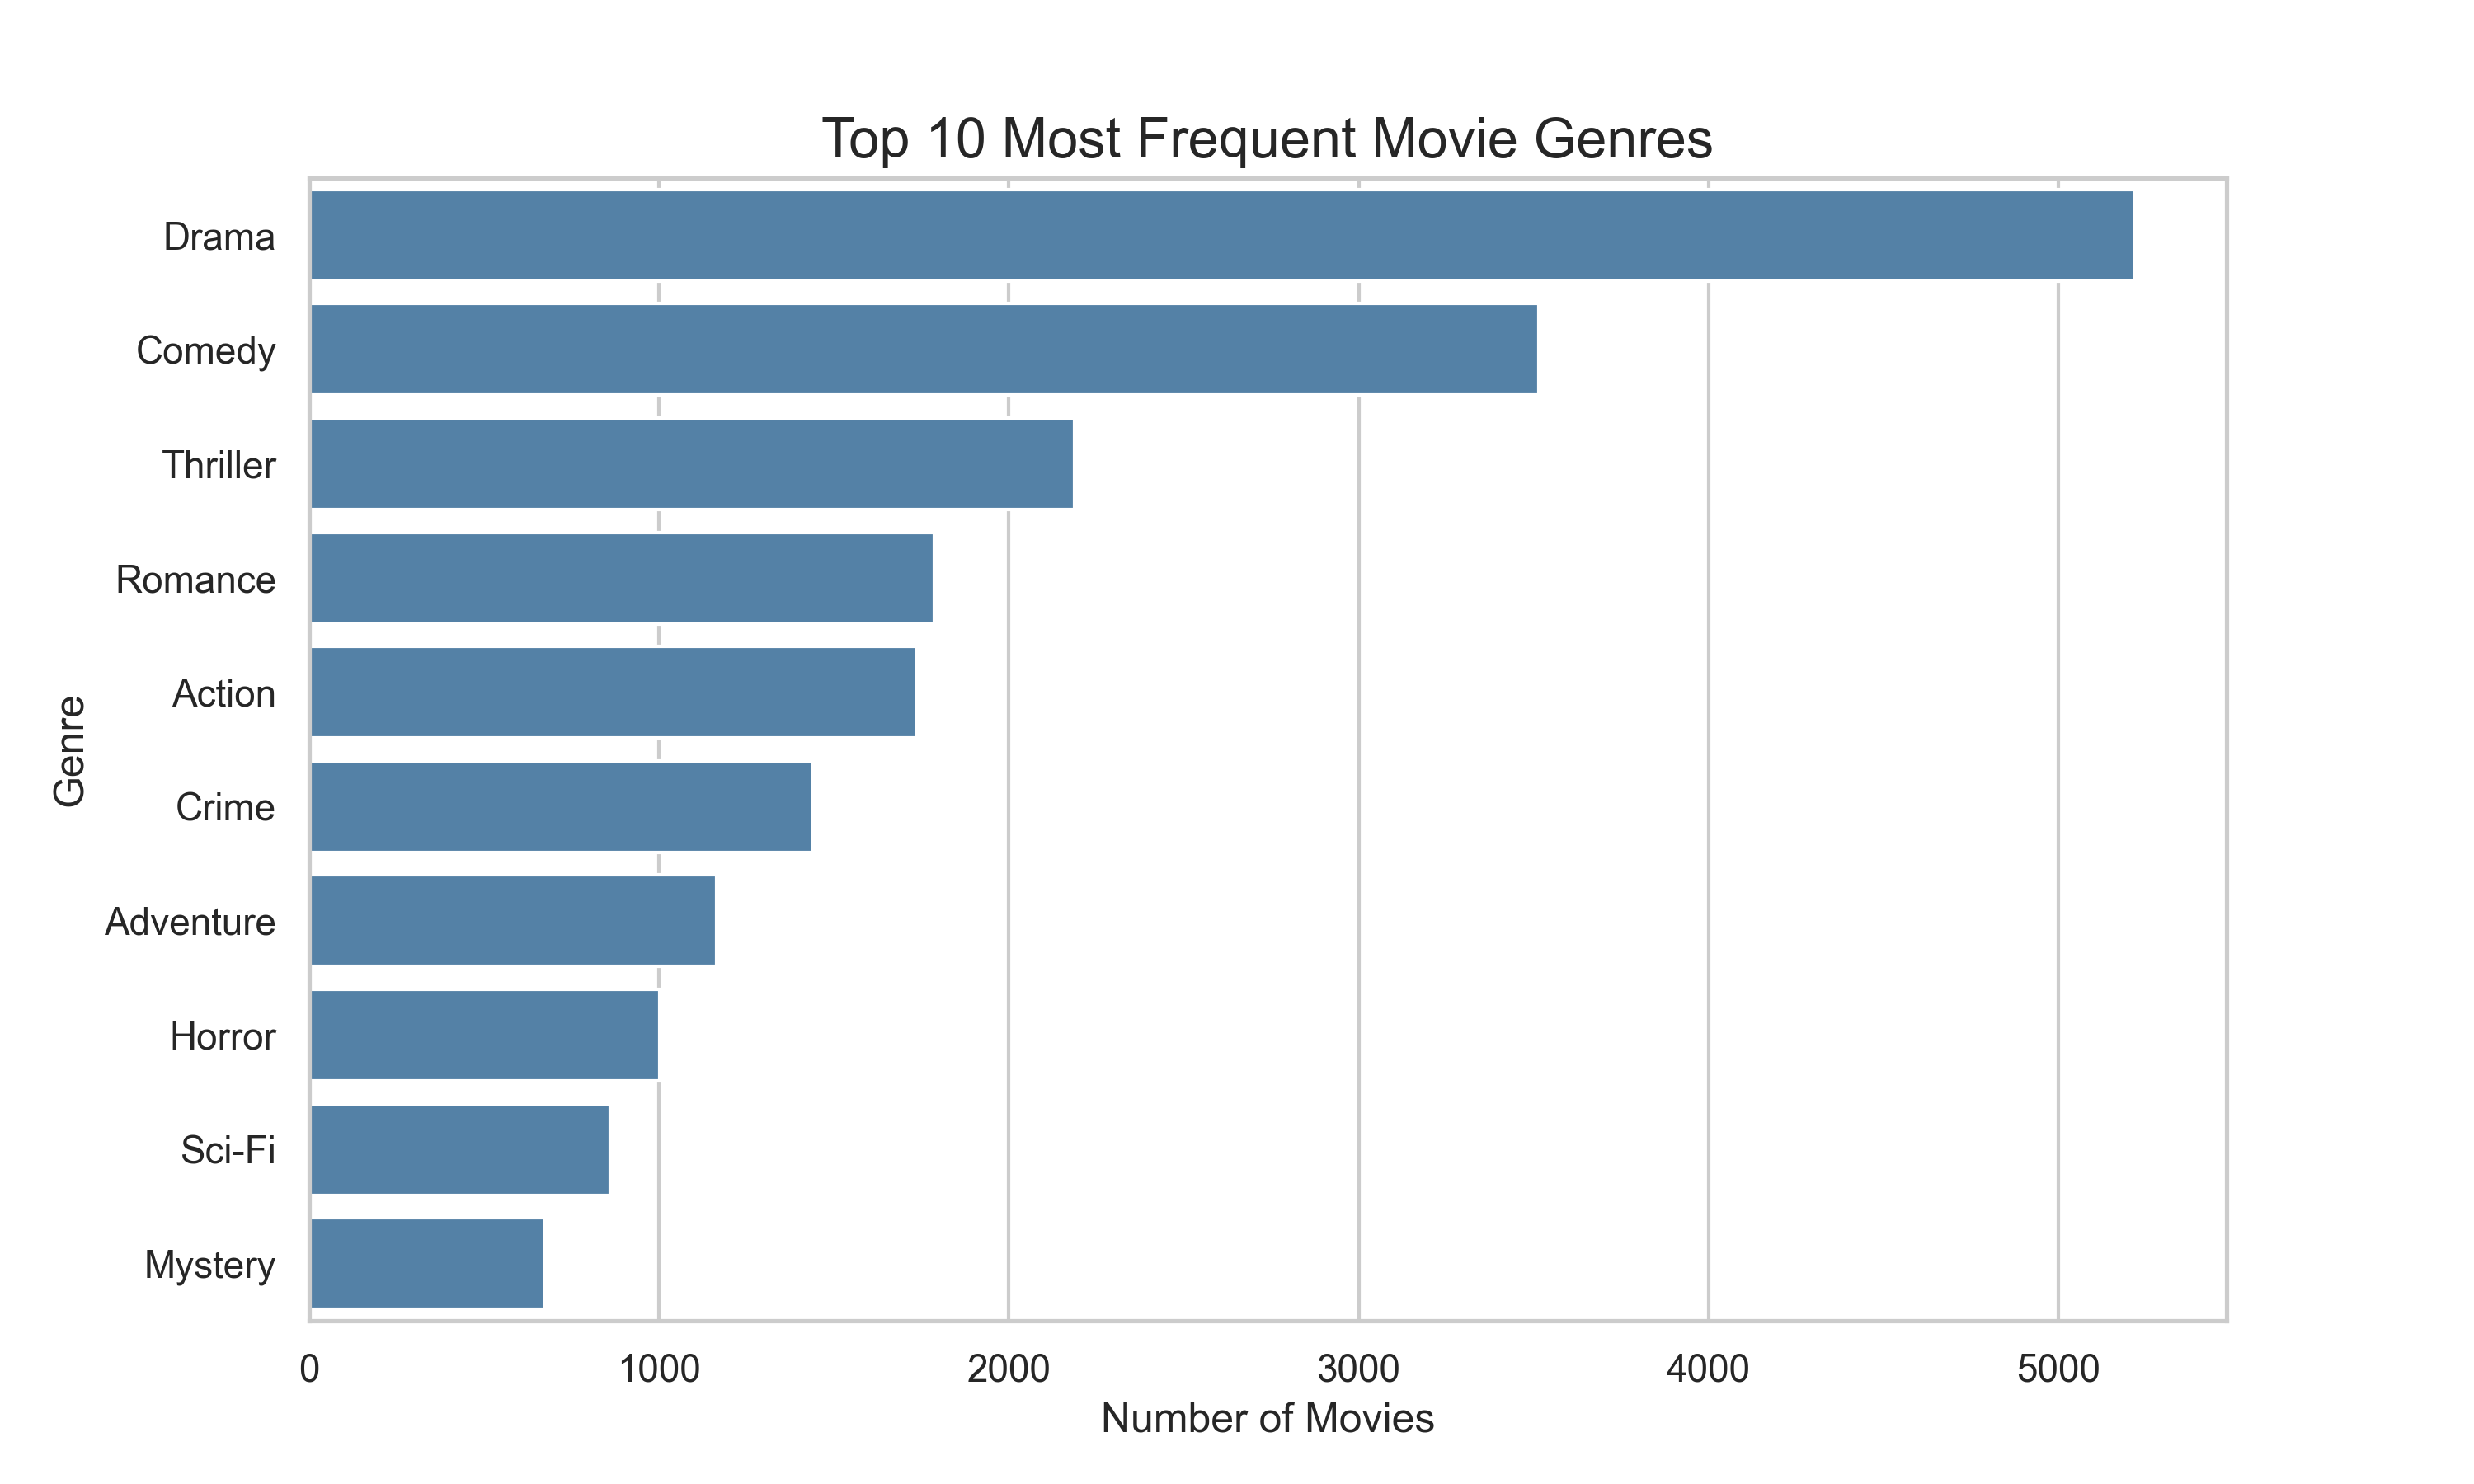 Top 10 Most Frequent Movie Genres
Drama
Comedy
Thriller
Romance
Action
Crime
Adventure
Horror
Sci-Fi
Mystery
Genre
0 1000 2000 3000 4000 5000
Number of Movies